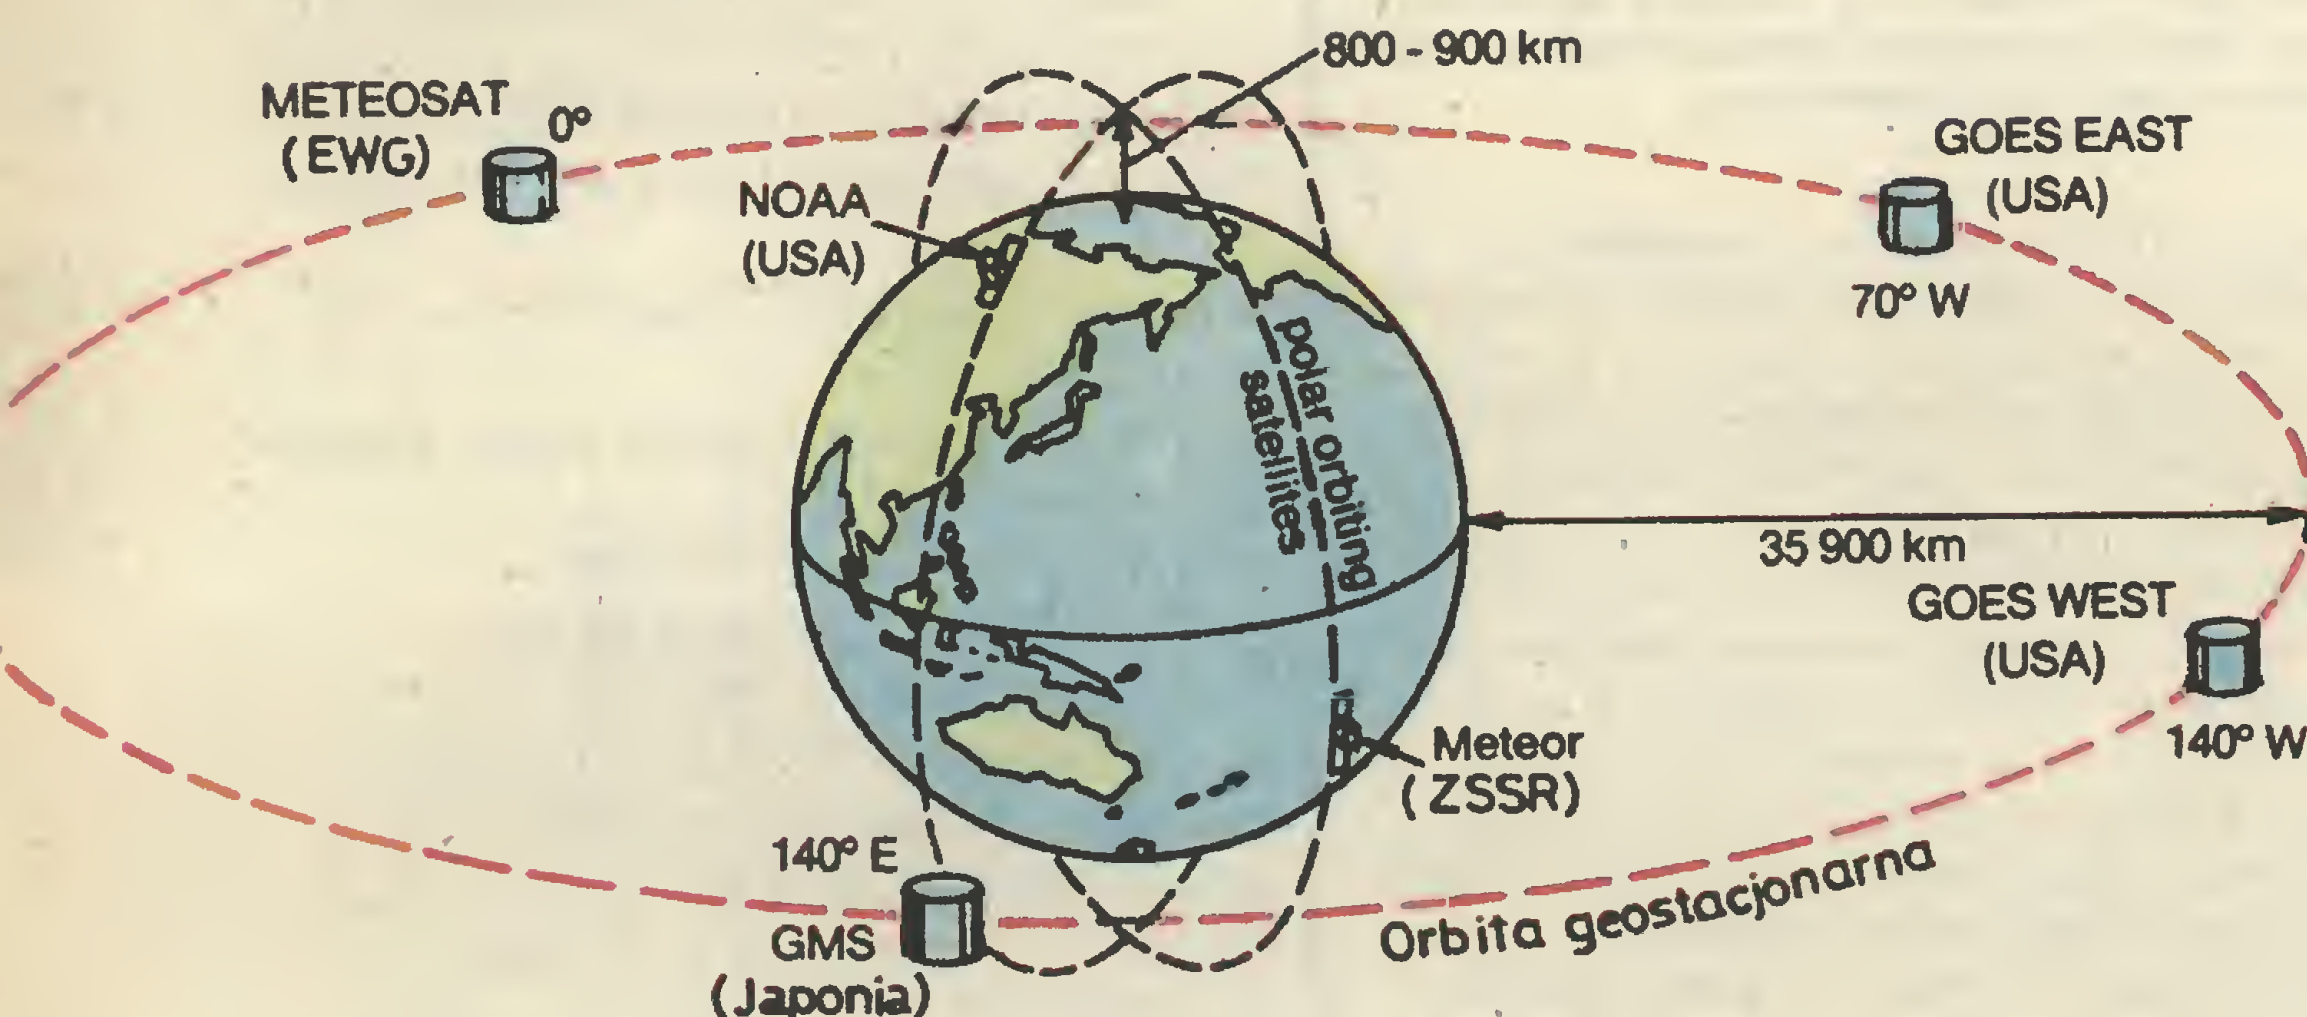 800 - 900 km
METEOSAT
(EWG)
0°
GOES EAST
(USA)
70° W
NOAA
(USA)
polar orbiting
satellites
35 900 km
GOES WEST
(USA)
140° W
Meteor
(ZSSR)
140° E
GMS
(Japonia)
Orbita geostacjonarna